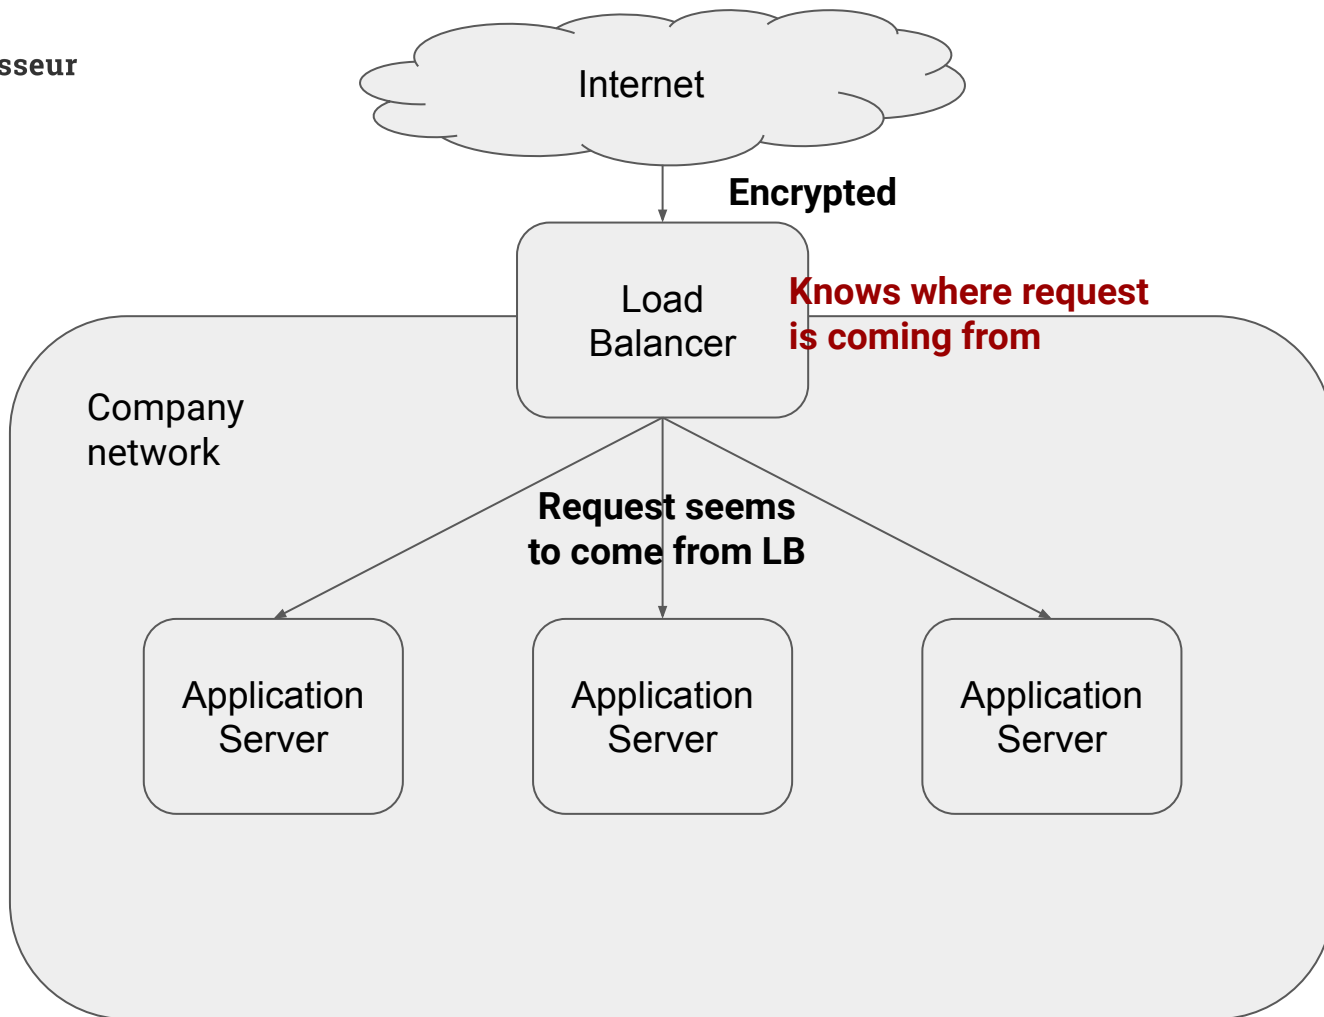 sseur
Internet
Encrypted
Load
Balancer
Knows where request
is coming from
Company
network
Request seems
to come from LB
Application
Server
Application
Server
Application
Server